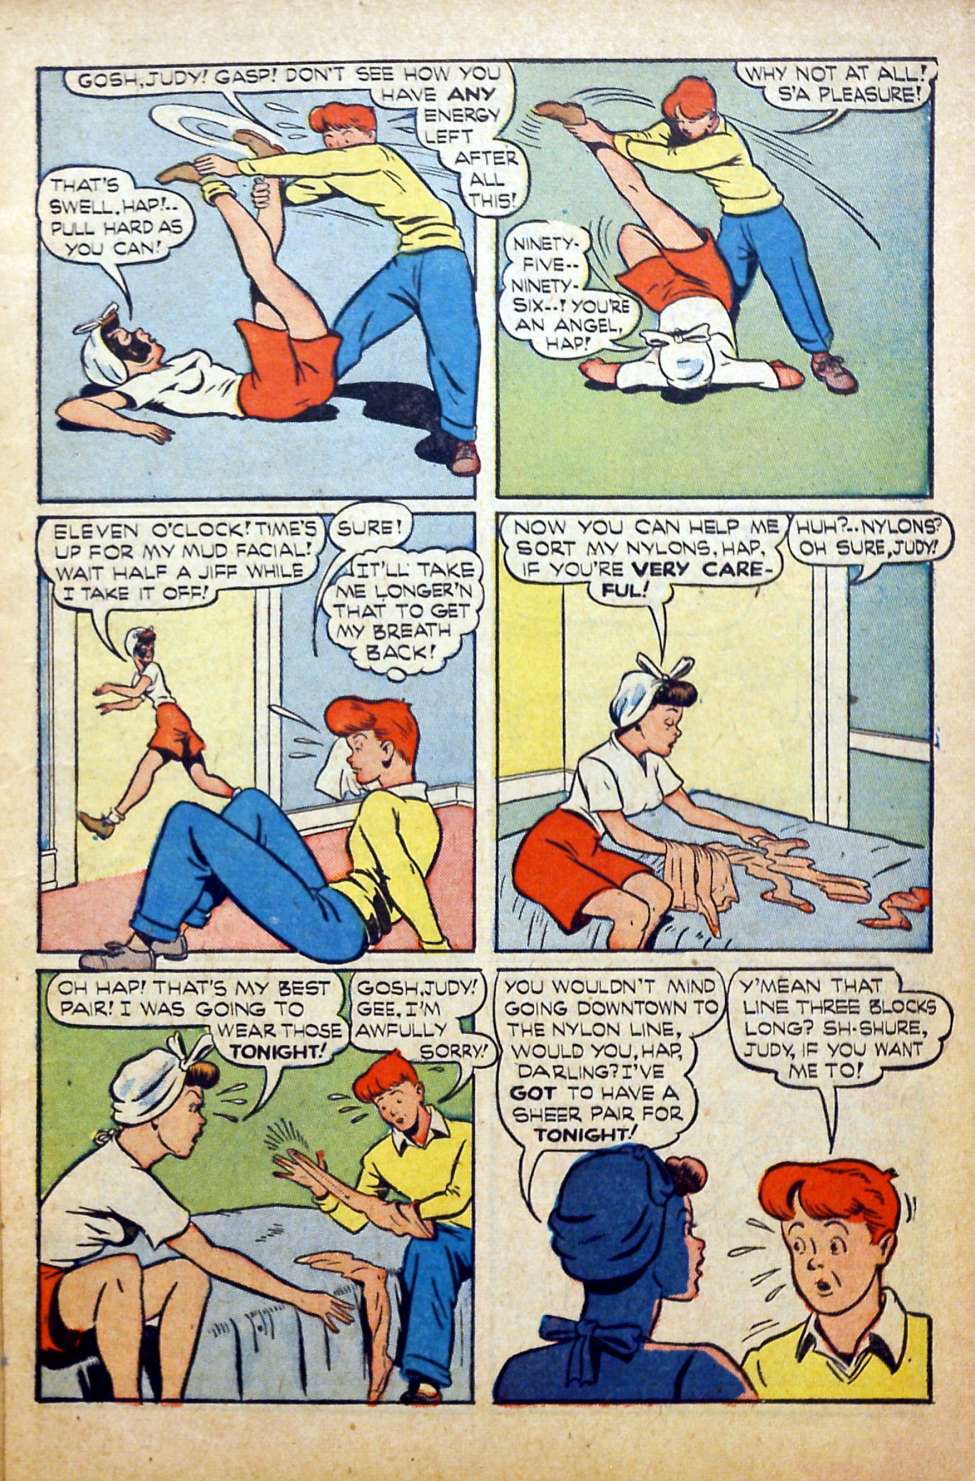 GOSH, JUDY! GASP! DON'T SEE HOW YOU
HAVE ANY
ENERGY
LEFT
AFTER
ALL
THIS!
THAT'S
SWELL, HAP!--
PULL HARD AS
YOU CAN!
WHY NOT AT ALL!
S'A PLEASURE!
NINETY-
FIVE--
NINETY-
SIX--! YOU'RE
AN ANGEL,
HAP!
ELEVEN O'CLOCK! TIME'S
UP FOR MY MUD FACIAL!
WAIT HALF A JIFF WHILE
I TAKE IT OFF!
SURE!
IT'LL TAKE
ME LONGER'N
THAT TO GET
MY BREATH
BACK!
NOW YOU CAN HELP ME
SORT MY NYLONS, HAP,
IF YOU'RE VERY CARE-
FUL!
HUH?.. NYLONS?
OH SURE, JUDY!
OH HAP! THAT'S MY BEST
PAIR! I WAS GOING TO
WEAR THOSE
TONIGHT!
GOSH, JUDY!
GEE, I'M
AWFULLY
SORRY!
YOU WOULDN'T MIND
GOING DOWNTOWN TO
THE NYLON LINE,
WOULD YOU, HAP,
DARLING? I'VE
GOT TO HAVE A
SHEER PAIR FOR
TONIGHT!
Y'MEAN THAT
LINE THREE BLOCKS
LONG? SH-SHURE,
JUDY, IF YOU WANT
ME TO!